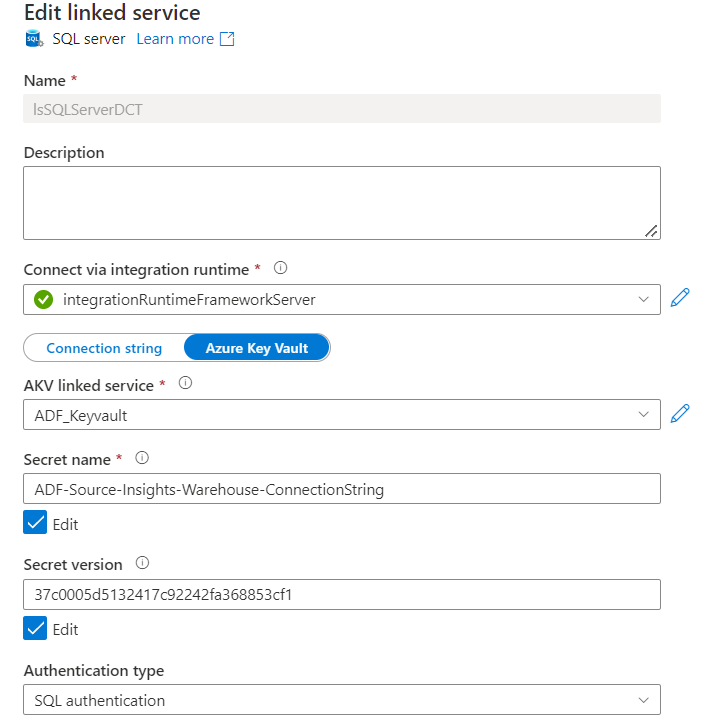 Edit linked service
SQL SQL server Learn more
Name *
lsSQLServerDCT
Description
Connect via integration runtime *
integrationRuntimeFrameworkServer
Connection string Azure Key Vault
AKV linked service *
ADF_Keyvault
Secret name *
ADF-Source-Insights-Warehouse-ConnectionString
Edit
Secret version
37c0005d5132417c92242fa368853cf1
Edit
Authentication type
SQL authentication